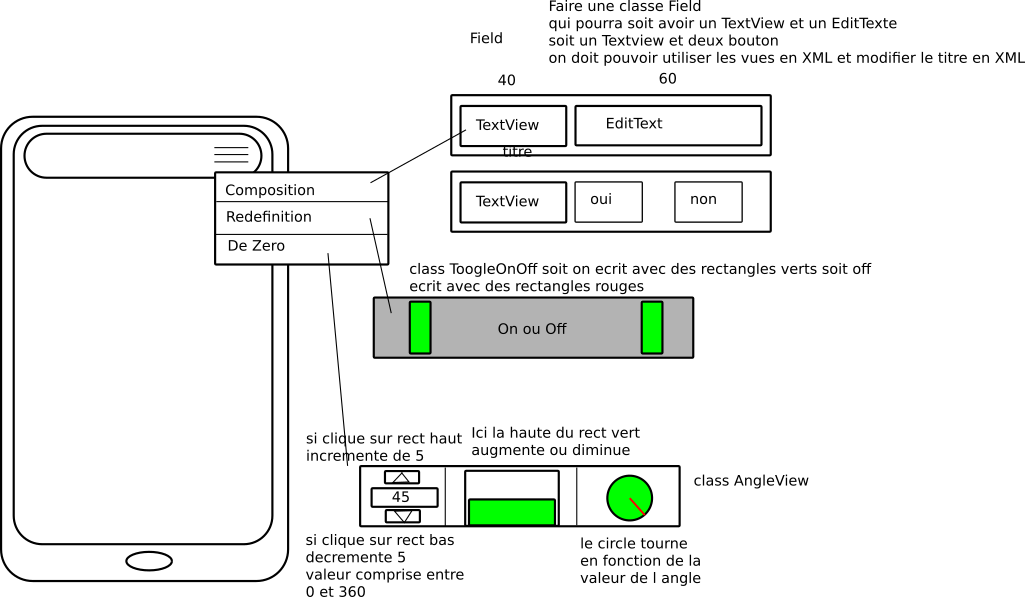 Faire une classe Field
qui pourra soit avoir un TextView et un EditTexte
soit un Textview et deux bouton
on doit pouvoir utiliser les vues en XML et modifier le titre en XML
Field
40
60
TextView
EditText
titre
Composition
Redefinition
De Zero
TextView
oui
non
class ToogleOnOff soit on ecrit avec des rectangles verts soit off
ecrit avec des rectangles rouges
On ou Off
si clique sur rect haut
incremente de 5
Ici la haute du rect vert
augmente ou diminue
45
class AngleView
si clique sur rect bas
decremente 5
valeur comprise entre
0 et 360
le circle tourne
en fonction de la
valeur de l angle